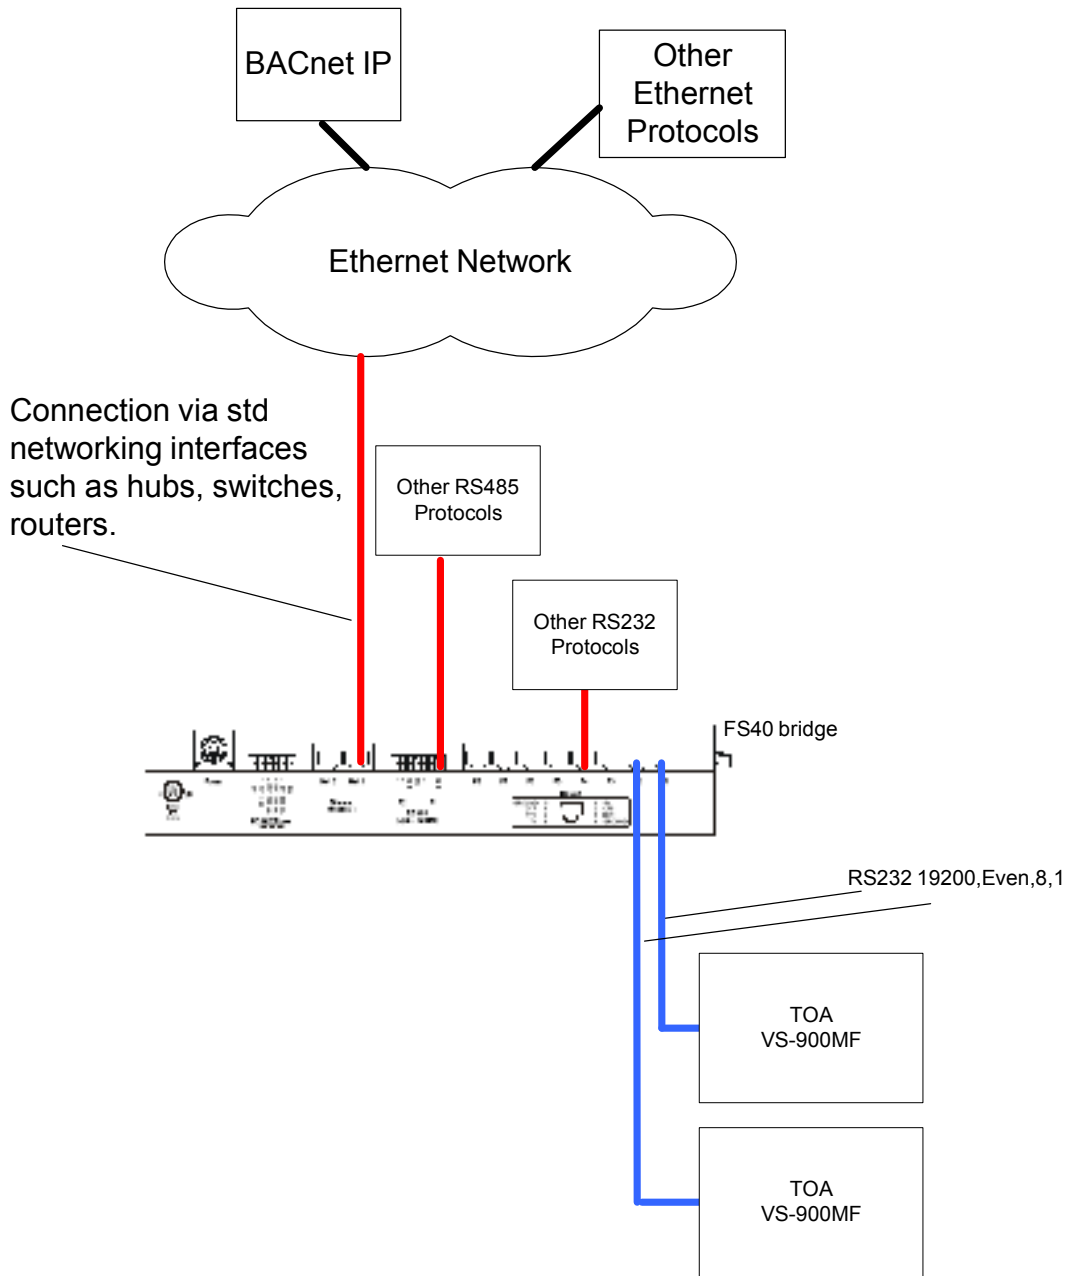 BACnet IP
Other
Ethernet
Protocols
Ethernet Network
Connection via std
networking interfaces
such as hubs, switches,
routers.
Other RS485
Protocols
Other RS232
Protocols
FS40 bridge
RS232 19200,Even,8,1
TOA
VS-900MF
TOA
VS-900MF